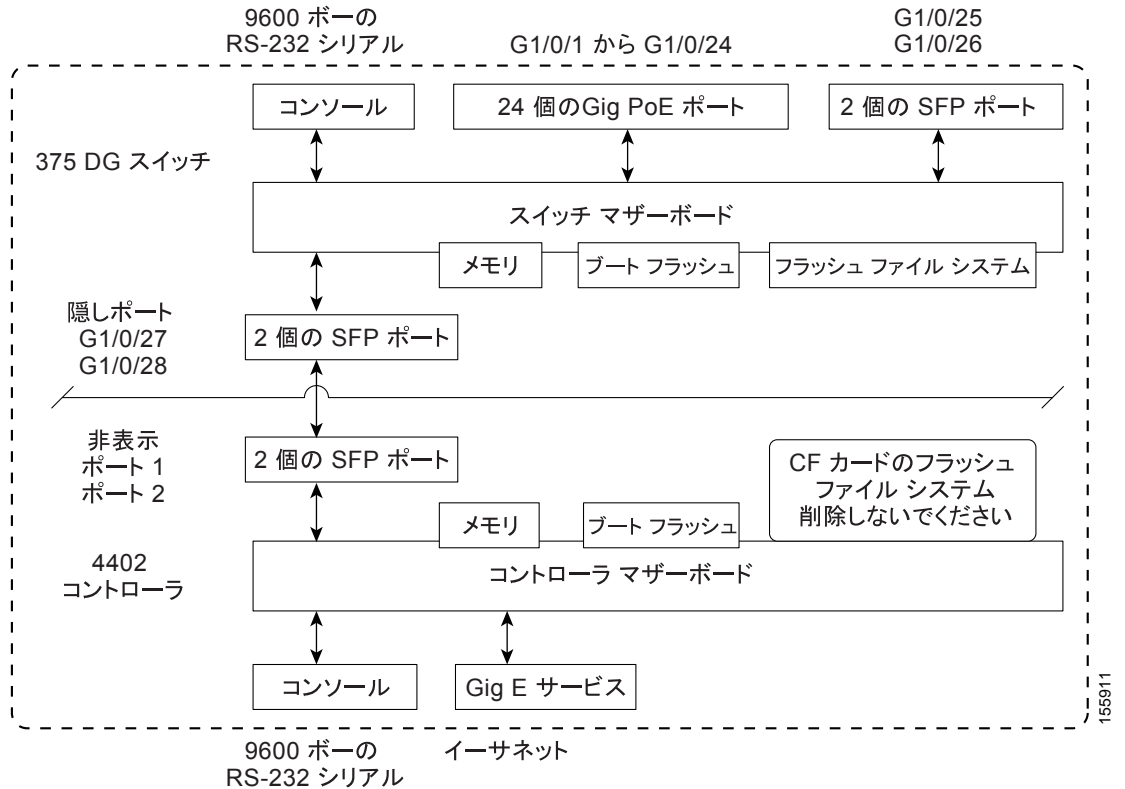 9600 ボーの
RS-232 シリアル
G1/0/1 から G1/0/24
G1/0/25
G1/0/26
コンソール
24 個のGig PoE ポート
2 個の SFP ポート
375 DG スイッチ
スイッチ マザーボード
メモリ
ブート フラッシュ
フラッシュ ファイル システム
隠しポート
G1/0/27
G1/0/28
2 個の SFP ポート
非表示
ポート 1
ポート 2
2 個の SFP ポート
CF カードのフラッシュ
ファイル システム
削除しないでください
メモリ
ブート フラッシュ
4402
コントローラ
コントローラ マザーボード
コンソール
Gig E サービス
9600 ボーの
RS-232 シリアル
イーサネット
155911